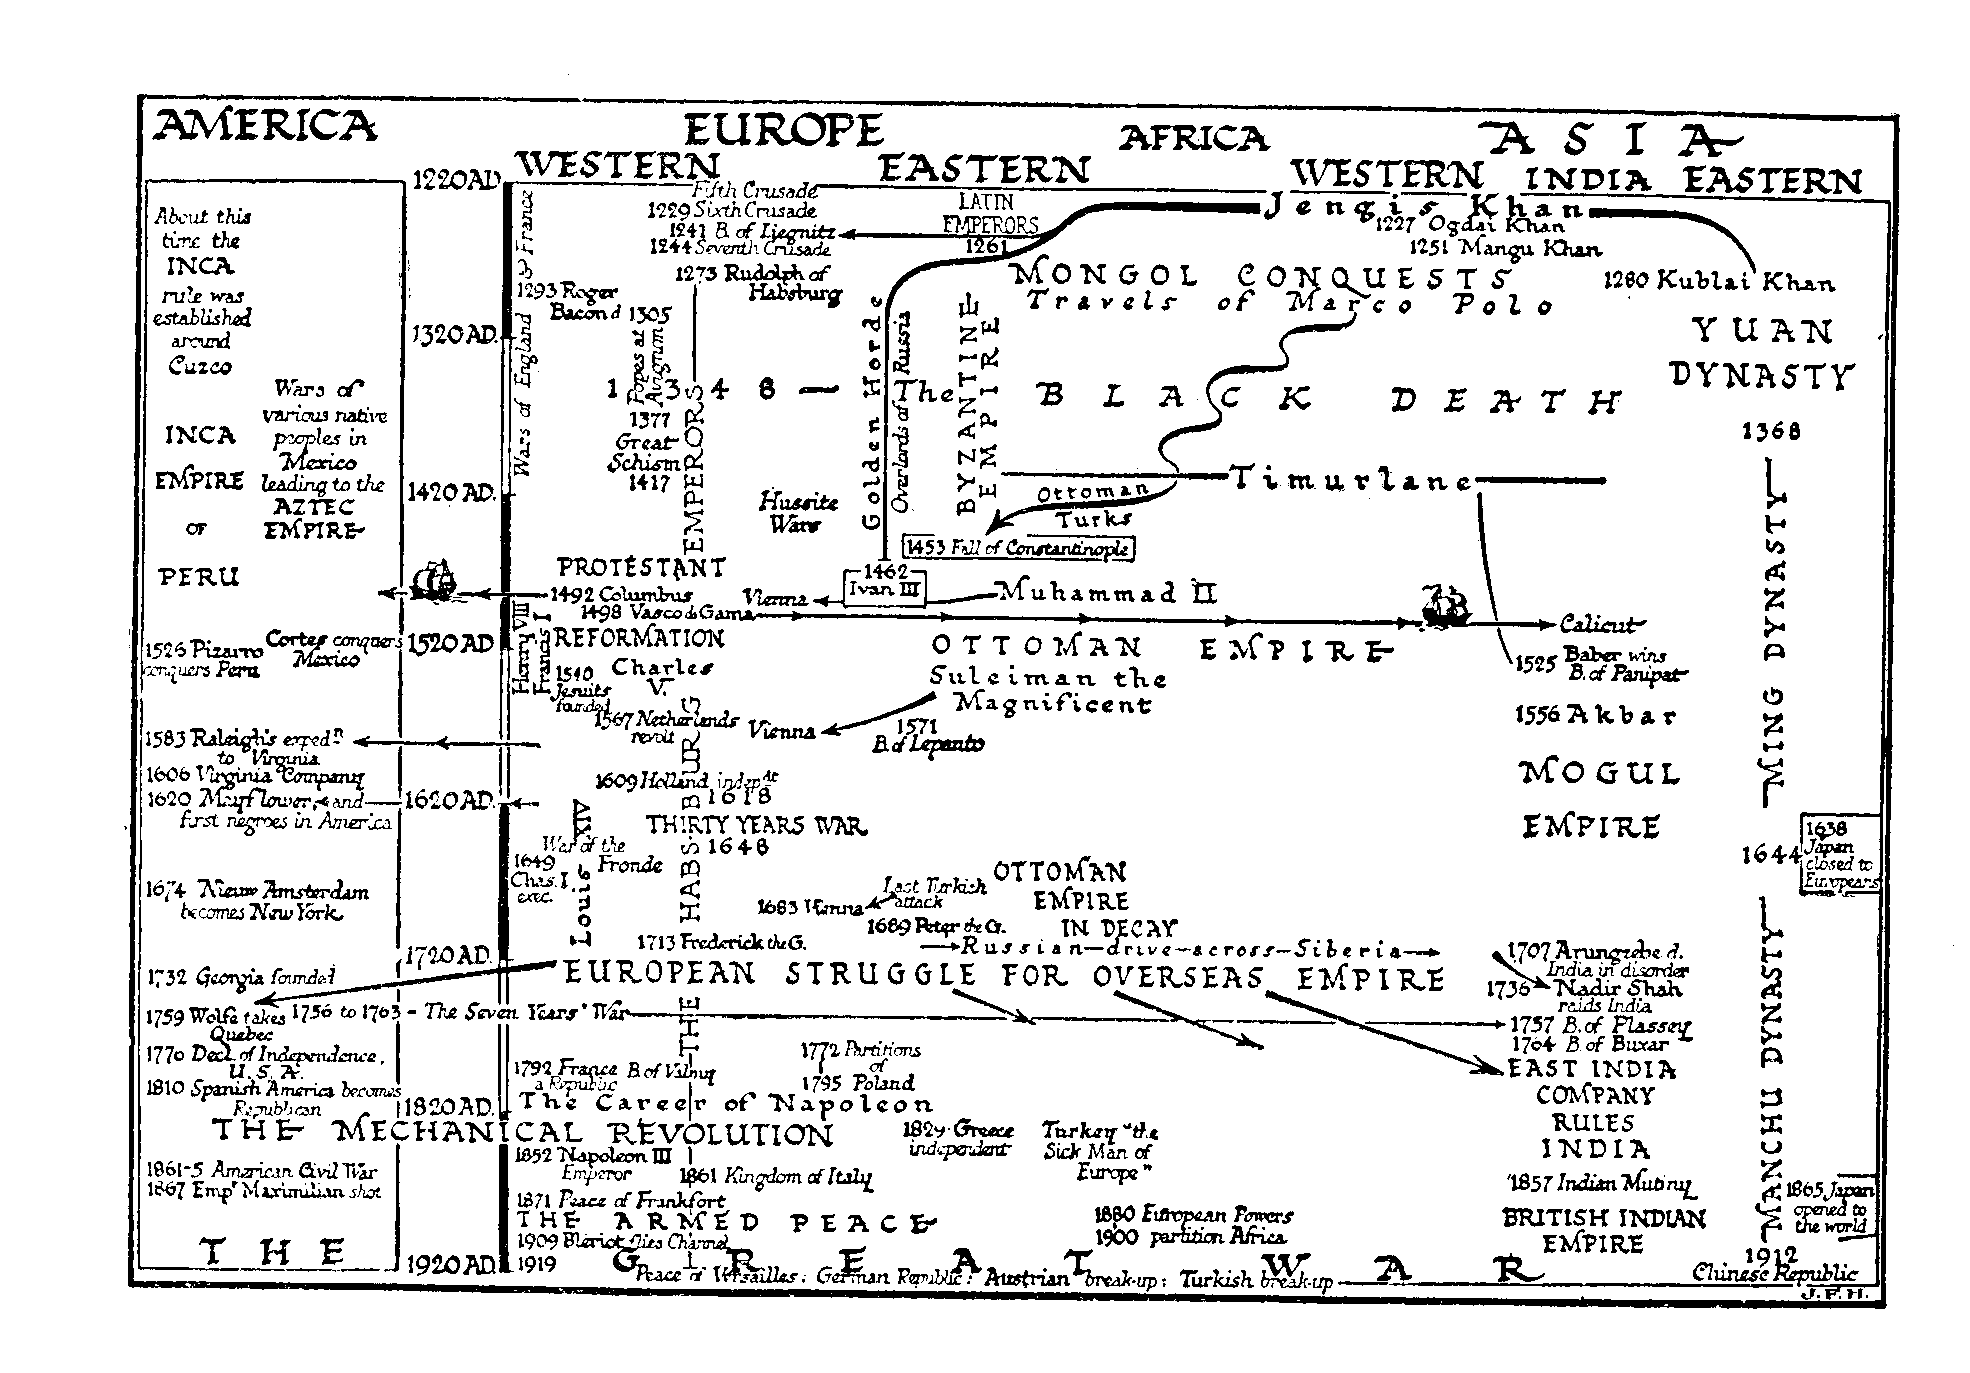 AMERICA
EUROPE
AFRICA
ASIA
WESTERN
EASTERN
WESTERN
INDIA
EASTERN
1220 AD
1320 AD.
1420 AD.
1520 AD
1620 AD.
1720 AD.
1820 AD.
1920 AD.
About this
time the
INCA
rule was
established
around
Cuzco
INCA
EMPIRE
OF
PERU
Wars of
various native
peoples in
Mexico
leading to the
AZTEC
EMPIRE
1526 Pizarro
conquers Peru
Cortes conquers
Mexico
1583 Raleigh's expedn
to Virginia
1606 Virginia Company
1620 Mayflower, and
first negroes in America
1674 Nieuw Amsterdam
becomes New York
1732 Georgia founded
1759 Wolfe takes
Quebec
1756 to 1763 - The Seven Years' War
1770 Decl. of Independence,
U.S.A.
1810 Spanish America becomes
Republican
THE MECHANICAL REVOLUTION
1861-5 American Civil War
1867 Empr Maximilian shot
THE GREAT WAR
Wars of England & France
Fifth Crusade
1229 Sixth Crusade
1241 B. of Liegnitz
1244 Seventh Crusade
1273 Rudolph of
Habsburg
1293 Roger
Bacon d
1305
Popes at
Avignon
1377
Great
Schism
1417
1348 — The BLACK DEATH
Hussite
Wars
THE HABSBURG EMPERORS
PROTESTANT
1492 Columbus
1498 Vasco da Gama
REFORMATION
Henry VIII
Francis I
1540
Jesuits
founded
Charles
V.
1567 Netherlands
revolt
1609 Holland indepdt
1618
THIRTY YEARS WAR
1648
War of the
Fronde
Louis XIV
1649
Chas. I.
exec.
1713 Frederick the G.
EUROPEAN STRUGGLE FOR OVERSEAS EMPIRE
1792 France
a Republic
B. of Valmy
1772 Partitions
of
1795 Poland
The Career of Napoleon
1852 Napoleon III
Emperor
1861 Kingdom of Italy
1871 Peace of Frankfort
THE ARMED PEACE
1909 Bleriot flies Channel
1919
Peace of Versailles: German Republic: Austrian break-up: Turkish break-up
LATIN
EMPERORS
1261
Golden Horde
Overlords of Russia
BYZANTINE
EMPIRE
Jengis Khan
1227 Ogdai Khan
1251 Mangu Khan
MONGOL CONQUESTS
Travels of Marco Polo
1280 Kublai Khan
YUAN
DYNASTY
1368
Timurlane
Ottoman
Turks
1453 Fall of Constantinople
1462
Ivan III
Vienna
Muhammad II
Calicut
OTTOMAN EMPIRE
Suleiman the
Magnificent
Vienna
1571
B. of Lepanto
1525 Baber wins
B. of Panipat
1556 Akbar
MOGUL
EMPIRE
MING DYNASTY
1644
1638
Japan
closed to
Europeans
OTTOMAN
EMPIRE
IN DECAY
Last Turkish
attack
1683 Vienna
1689 Peter the G.
Russian drive across Siberia
1707 Arungzebe d.
India in disorder
1736 Nadir Shah
raids India
1757 B. of Plassey
1764 B. of Buxar
EAST INDIA
COMPANY
RULES
INDIA
MANCHU DYNASTY
1829 Greece
independent
Turkey "the
Sick Man of
Europe"
1857 Indian Mutiny
1865 Japan
opened to
the world
1880 European Powers
1900 partition Africa
BRITISH INDIAN
EMPIRE
1912
Chinese Republic
J.F.H.